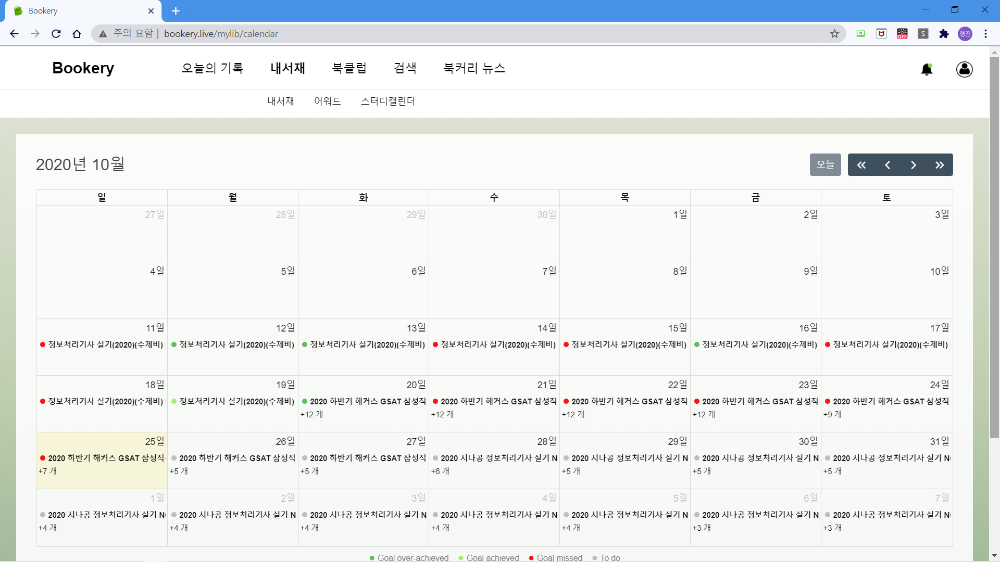 Bookery
주의 요함 | bookery.live/mylib/calendar
OFF
S
형진
Bookery 오늘의 기록 내서재 북클럽 검색 북커리 뉴스
내서재 어워드 스터디캘린더
2020년 10월 오늘
일 월 화 수 목 금 토
27일 28일 29일 30일 1일 2일 3일
4일 5일 6일 7일 8일 9일 10일
11일 12일 13일 14일 15일 16일 17일
정보처리기사 실기(2020)(수제비) 정보처리기사 실기(2020)(수제비) 정보처리기사 실기(2020)(수제비) 정보처리기사 실기(2020)(수제비) 정보처리기사 실기(2020)(수제비) 정보처리기사 실기(2020)(수제비) 정보처리기사 실기(2020)(수제비)
18일 19일 20일 21일 22일 23일 24일
정보처리기사 실기(2020)(수제비) 정보처리기사 실기(2020)(수제비) 2020 하반기 해커스 GSAT 삼성직 2020 하반기 해커스 GSAT 삼성직 2020 하반기 해커스 GSAT 삼성직 2020 하반기 해커스 GSAT 삼성직 2020 하반기 해커스 GSAT 삼성직
+12 개 +12 개 +12 개 +12 개 +9 개
25일 26일 27일 28일 29일 30일 31일
2020 하반기 해커스 GSAT 삼성직 2020 하반기 해커스 GSAT 삼성직 2020 하반기 해커스 GSAT 삼성직 2020 시나공 정보처리기사 실기 N 2020 시나공 정보처리기사 실기 N 2020 시나공 정보처리기사 실기 N 2020 시나공 정보처리기사 실기 N
+7 개 +5 개 +5 개 +6 개 +5 개 +5 개 +5 개
1일 2일 3일 4일 5일 6일 7일
2020 시나공 정보처리기사 실기 N 2020 시나공 정보처리기사 실기 N 2020 시나공 정보처리기사 실기 N 2020 시나공 정보처리기사 실기 N 2020 시나공 정보처리기사 실기 N 2020 시나공 정보처리기사 실기 N 2020 시나공 정보처리기사 실기 N
+4 개 +4 개 +4 개 +4 개 +4 개 +3 개 +3 개
Goal over-achieved Goal achieved Goal missed To do